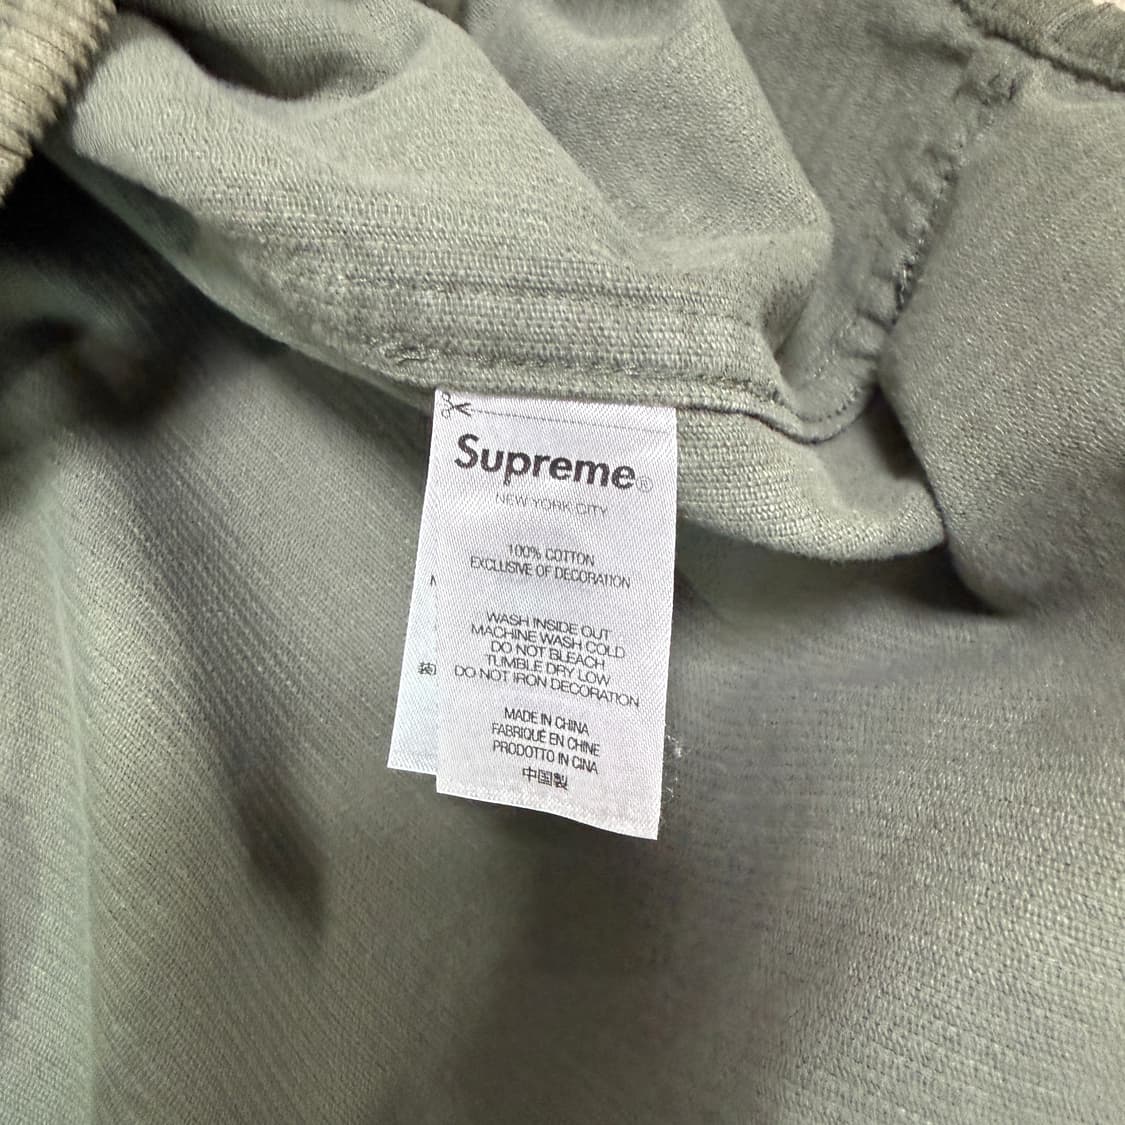 Supreme®
NEW YORK CITY
100% COTTON
EXCLUSIVE OF DECORATION
WASH INSIDE OUT
MACHINE WASH COLD
DO NOT BLEACH
TUMBLE DRY LOW
DO NOT IRON DECORATION
MADE IN CHINA
FABRIQUÉ EN CHINE
PRODOTTO IN CINA
中国製